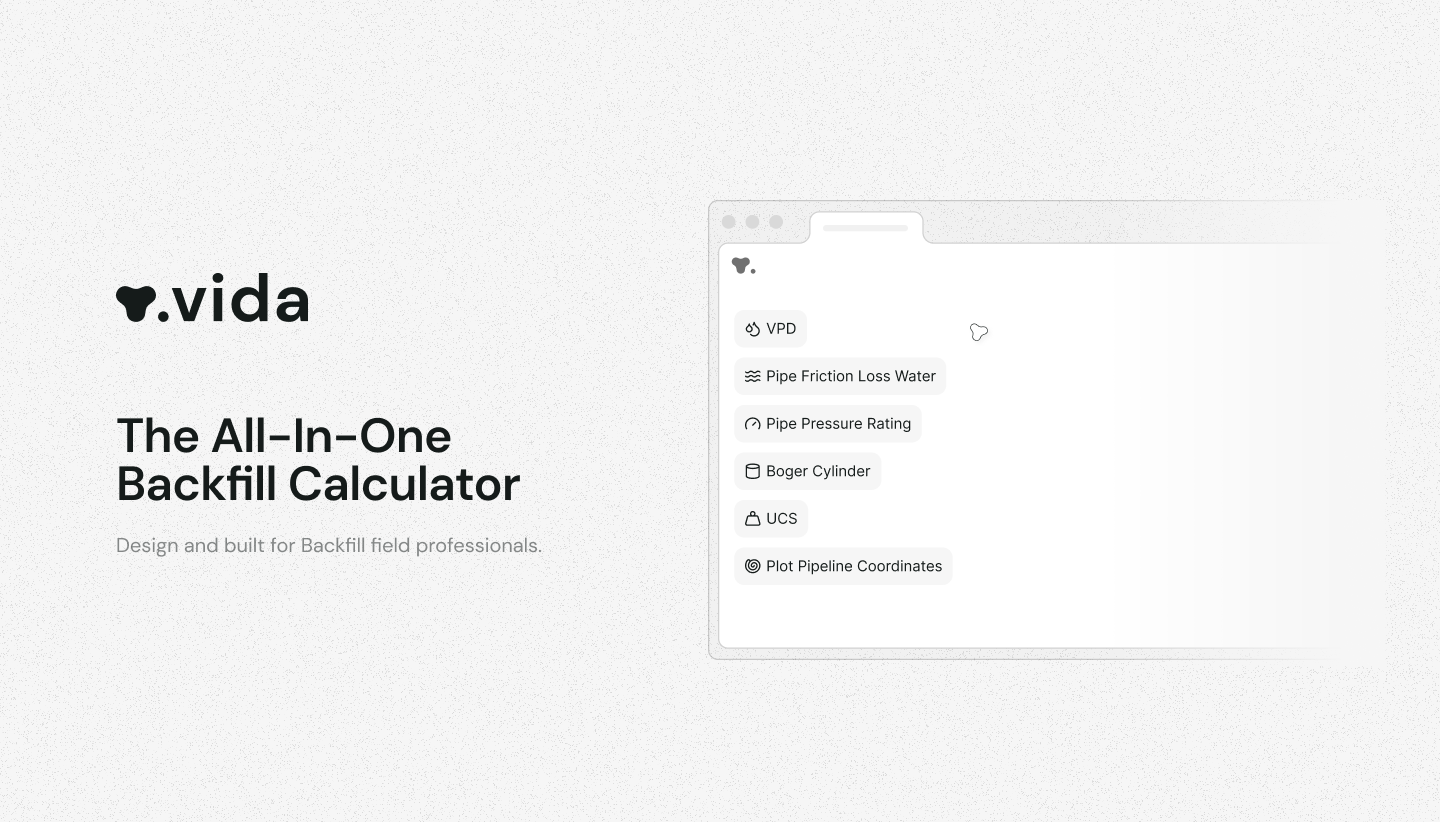 .vida
The All-In-One
Backfill Calculator
Design and built for Backfill field professionals.
VPD
Pipe Friction Loss Water
Pipe Pressure Rating
Boger Cylinder
UCS
Plot Pipeline Coordinates